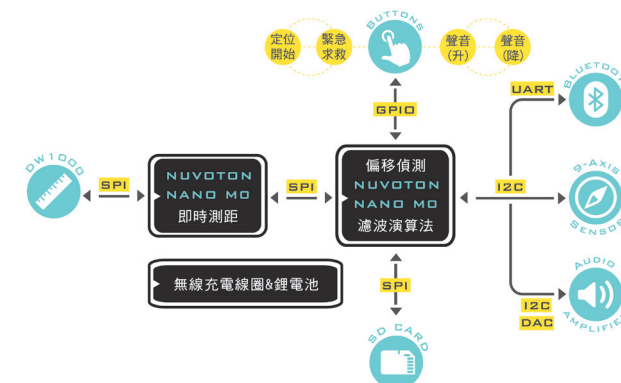 BUTTONS
定位
開始
緊急
求救
聲音
(升)
聲音
(降)
GPIO
UART
BLUETOOT
DW1000
SPI
NUVOTON
NANO MO
即時測距
SPI
偏移偵測
NUVOTON
NANO MO
濾波演算法
I2C
9-AXIS
SENSOR
無線充電線圈&鋰電池
SPI
SD CARD
I2C
DAC
AUDIO
AMPLIFIER